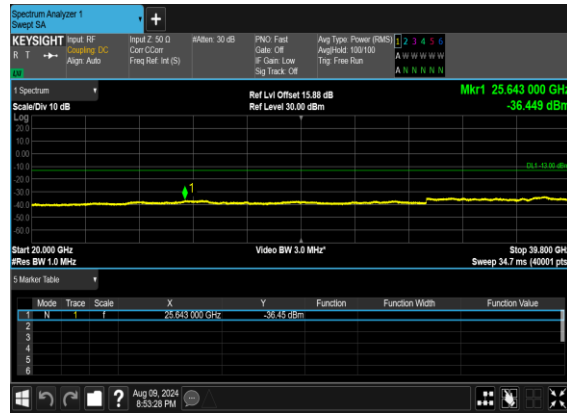 Spectrum Analyzer 1
Swept SA
+
KEYSIGHT
R T
Input: RF
Coupling: DC
Align: Auto
Input Z: 50 Ω
Corr CCorr
Freq Ref: Int (S)
#Atten: 30 dB
PNO: Fast
Gate: Off
IF Gain: Low
Sig Track: Off
Avg Type: Power (RMS)
Avg|Hold: 100/100
Trig: Free Run
1 2 3 4 5 6
A W W W W W
A N N N N N
1 Spectrum
Scale/Div 10 dB
Ref Lvl Offset 15.88 dB
Ref Level 30.00 dBm
Mkr1 25.643 000 GHz
-36.449 dBm
Log
20.0
10.0
0.00
-10.0
-20.0
-30.0
-40.0
-50.0
-60.0
DL1 -13.00 dBm
1
Start 20.000 GHz
#Res BW 1.0 MHz
Video BW 3.0 MHz*
Stop 39.800 GHz
Sweep 34.7 ms (40001 pts)
5 Marker Table
Mode Trace Scale X Y Function Function Width Function Value
1 N 1 f 25.643 000 GHz -36.45 dBm
2
3
4
5
6
?
Aug 09, 2024
8:53:28 PM